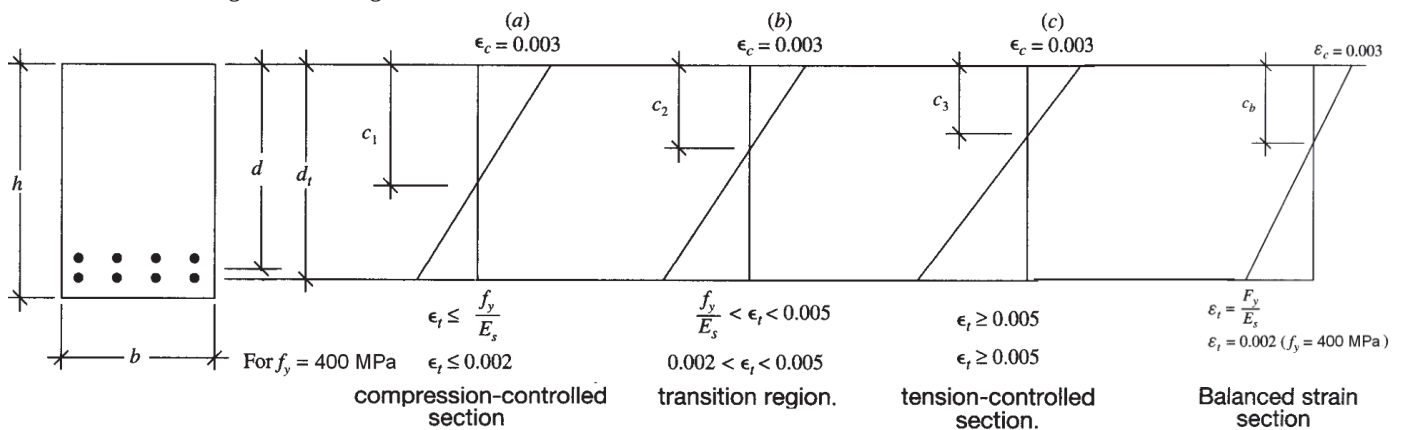 (a)
ϵc = 0.003
(b)
ϵc = 0.003
(c)
ϵc = 0.003
εc = 0.003
h
d
dt
c1
c2
c3
cb
b
For fy = 400 MPa
ϵt ≤ fy/Es
ϵt ≤ 0.002
compression-controlled
section
fy/Es < ϵt < 0.005
0.002 < ϵt < 0.005
transition region.
ϵt ≥ 0.005
ϵt ≥ 0.005
tension-controlled
section.
εt = Fy/Es
εt = 0.002 (fy = 400 MPa)
Balanced strain
section